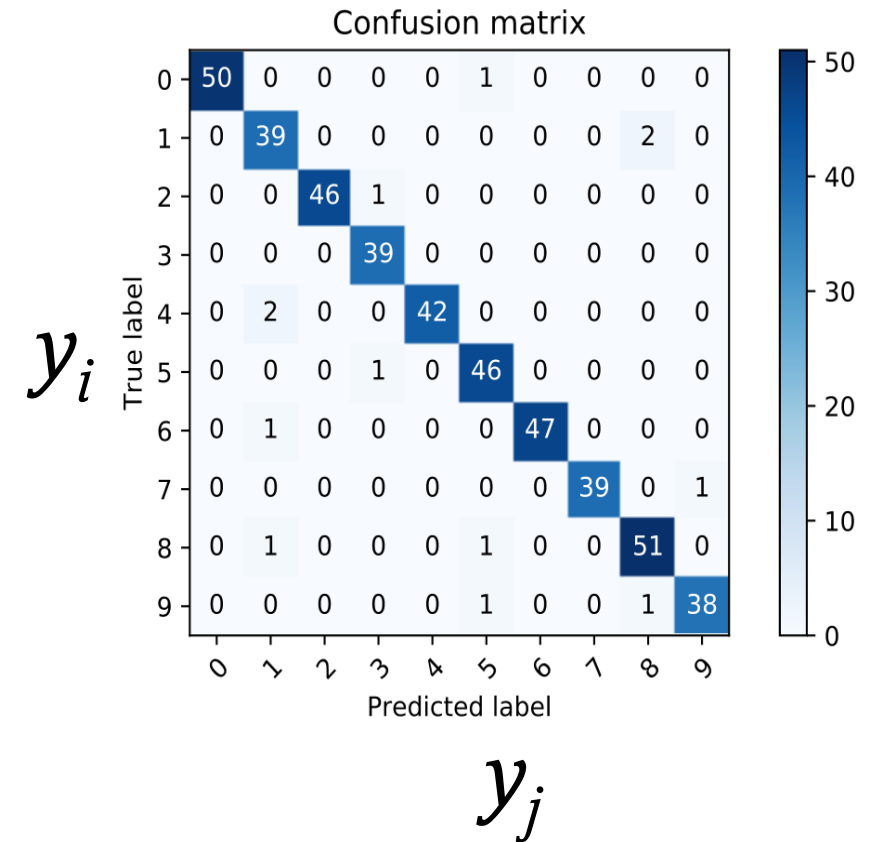 Confusion matrix
0 50 0 0 0 0 1 0 0 0 0
1 0 39 0 0 0 0 0 0 2 0
2 0 0 46 1 0 0 0 0 0 0
3 0 0 0 39 0 0 0 0 0 0
4 0 2 0 0 42 0 0 0 0 0
5 0 0 0 1 0 46 0 0 0 0
6 0 1 0 0 0 0 47 0 0 0
7 0 0 0 0 0 0 0 39 0 1
8 0 1 0 0 0 1 0 0 51 0
9 0 0 0 0 0 1 0 0 1 38
0 1 2 3 4 5 6 7 8 9
True label
Predicted label
y_i
y_j
50
40
30
20
10
0